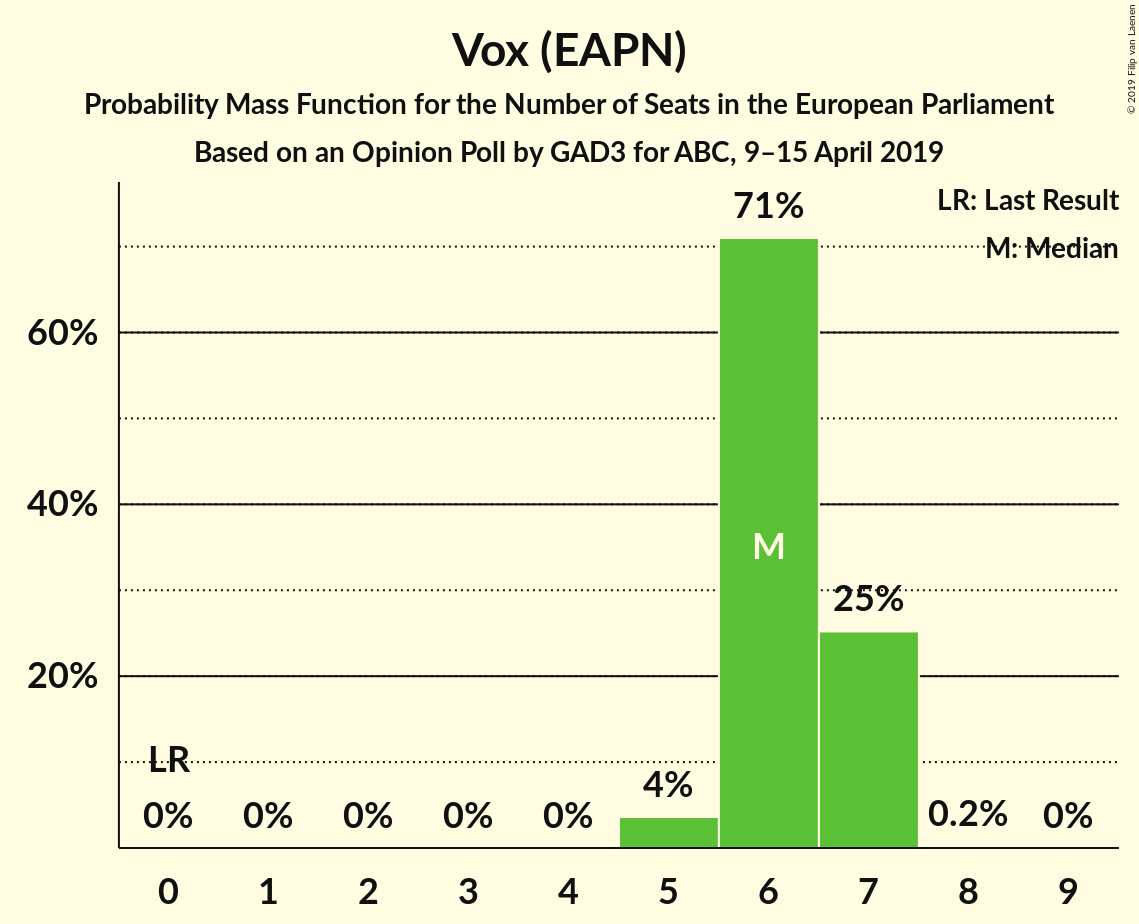 Vox (EAPN)
Probability Mass Function for the Number of Seats in the European Parliament
Based on an Opinion Poll by GAD3 for ABC, 9–15 April 2019
© 2019 Filip van Laenen
LR: Last Result
M: Median
71%
60%
40%
M
25%
20%
LR
4%
0%
0%
0%
0%
0%
0.2%
0%
0
1
2
3
4
5
6
7
8
9